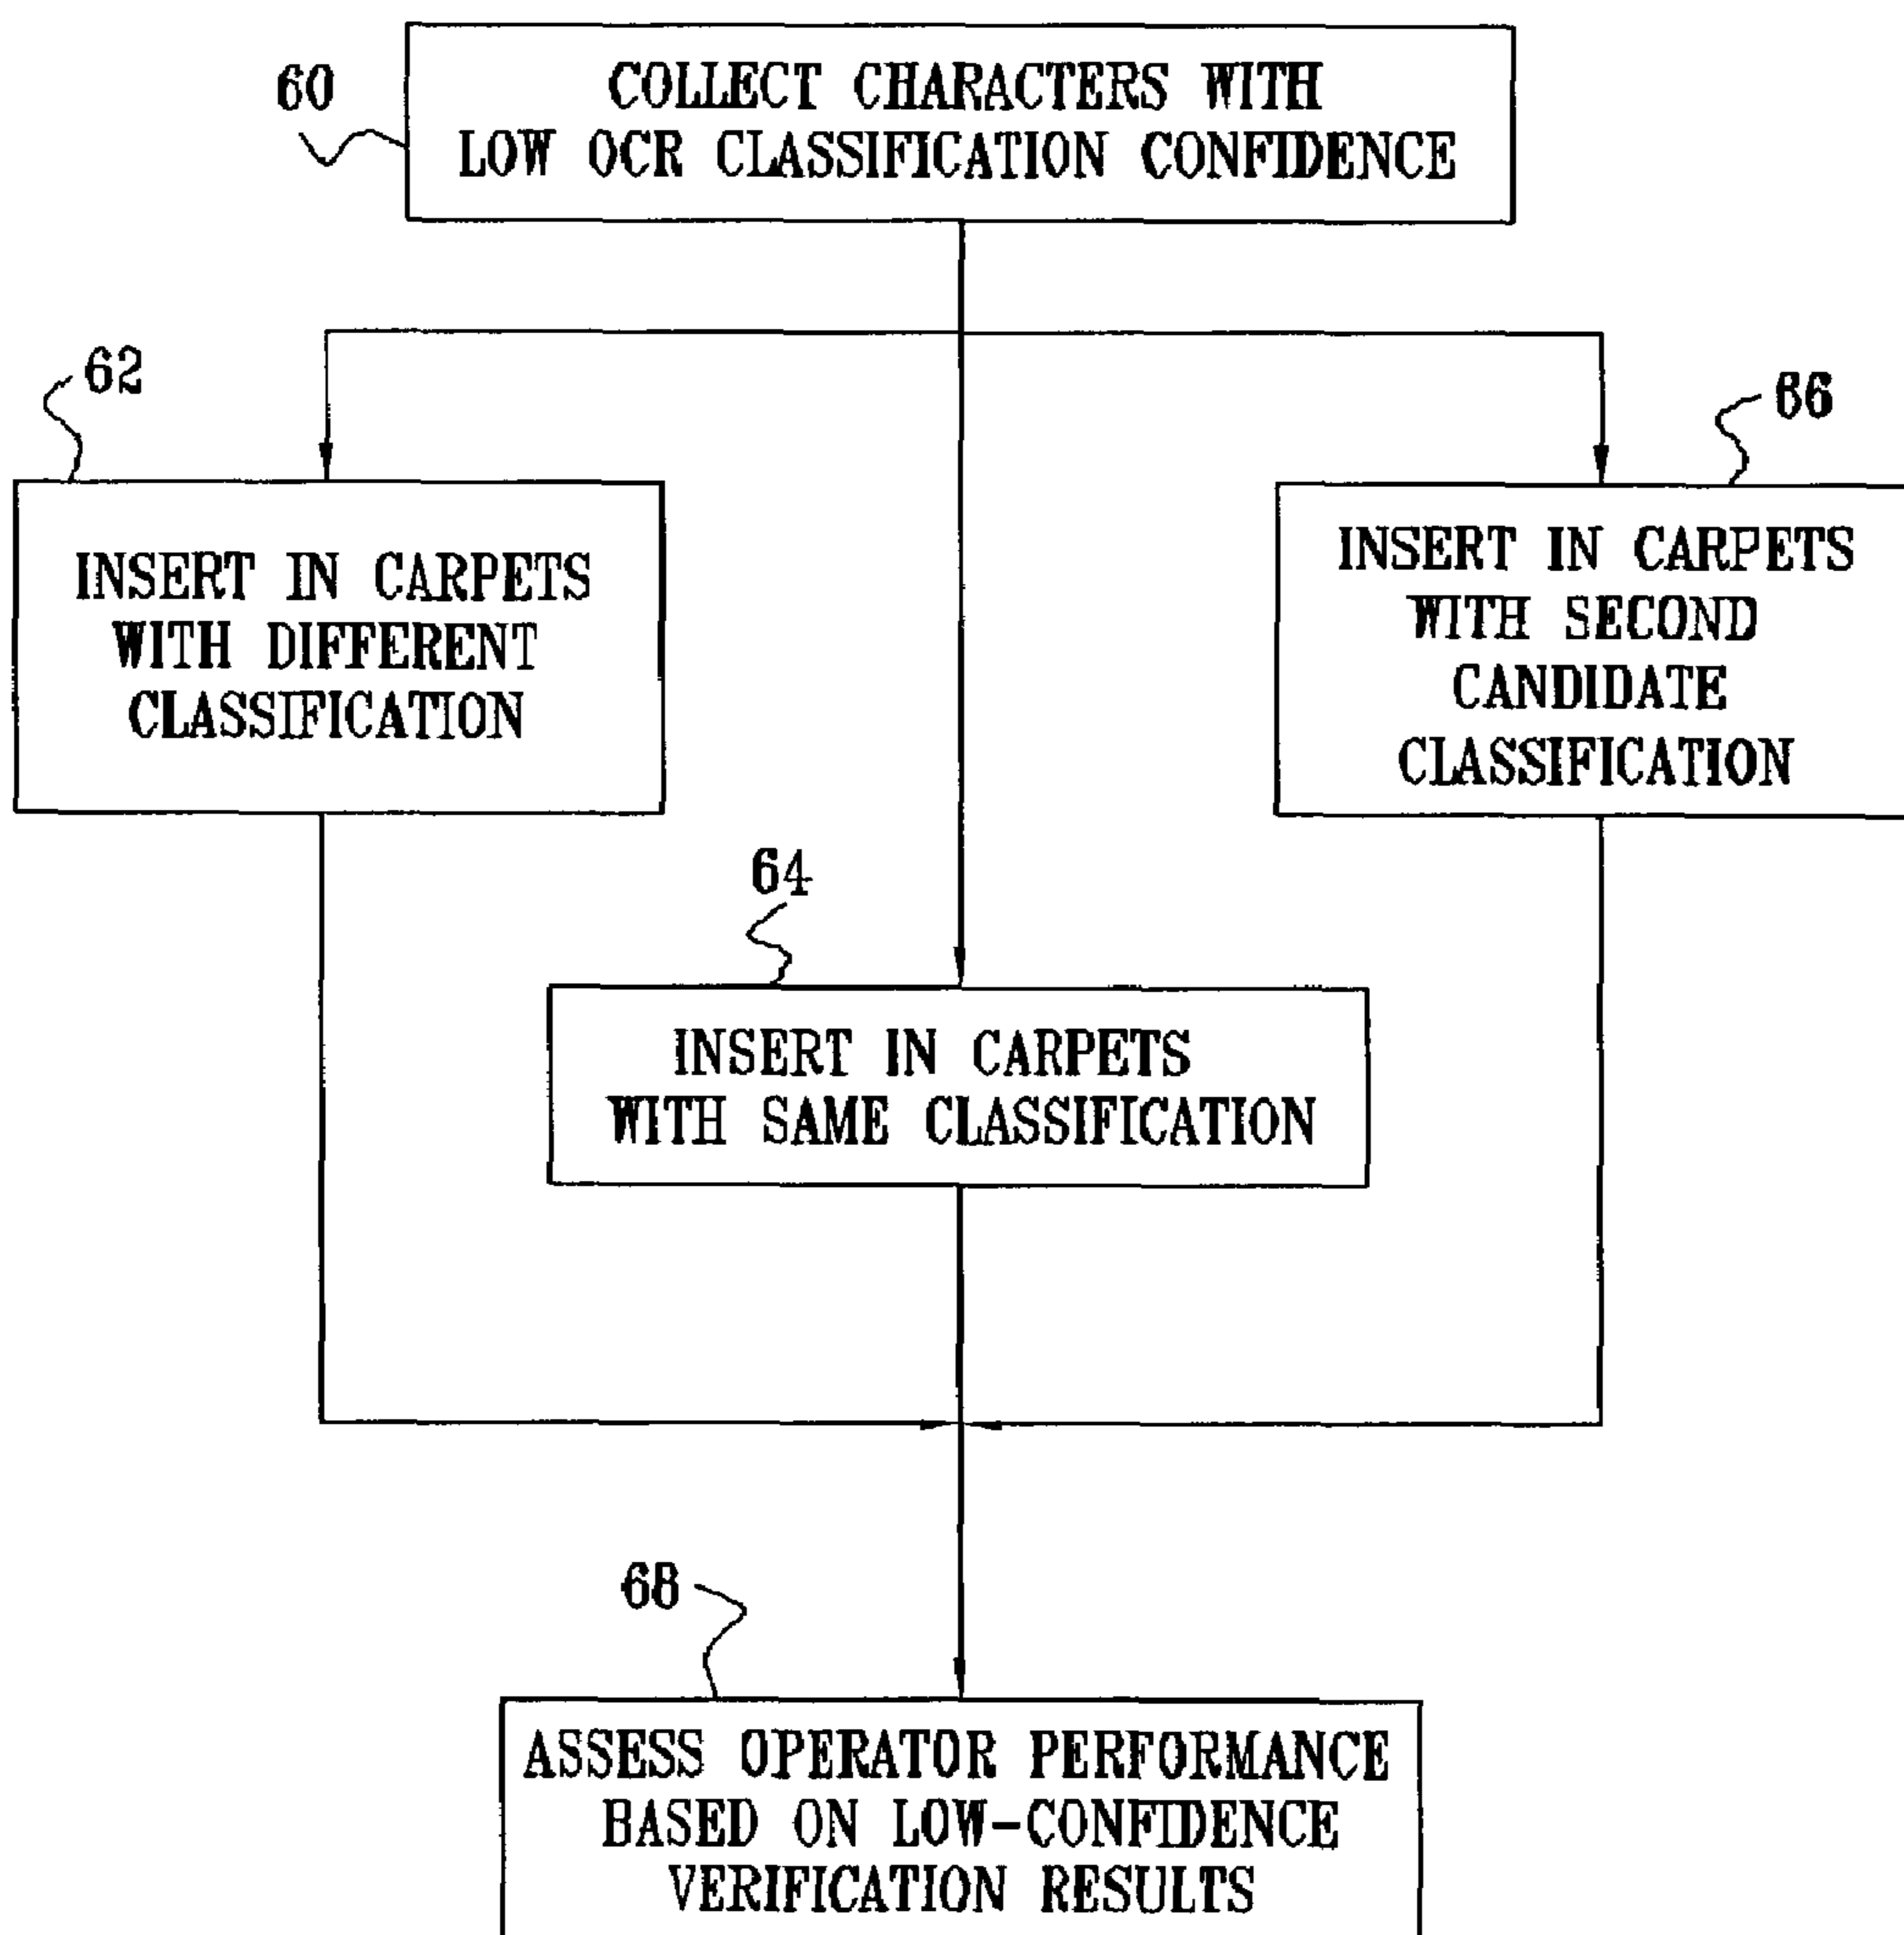 60
COLLECT CHARACTERS WITH
LOW OCR CLASSIFICATION CONFIDENCE
62
INSERT IN CARPETS
WITH DIFFERENT
CLASSIFICATION
66
INSERT IN CARPETS
WITH SECOND
CANDIDATE
CLASSIFICATION
64
INSERT IN CARPETS
WITH SAME CLASSIFICATION
68
ASSESS OPERATOR PERFORMANCE
BASED ON LOW-CONFIDENCE
VERIFICATION RESULTS